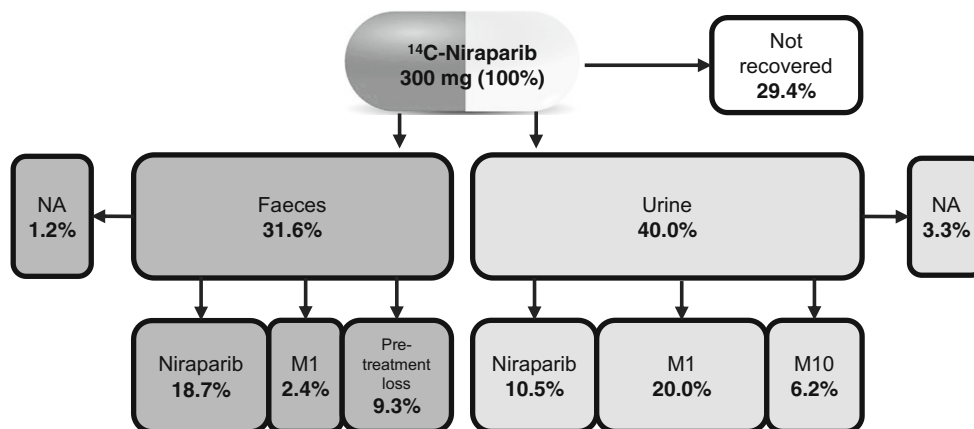 ¹⁴C-Niraparib
300 mg (100%)
Not
recovered
29.4%
NA
1.2%
Faeces
31.6%
Urine
40.0%
NA
3.3%
Niraparib
18.7%
M1
2.4%
Pre-
treatment
loss
9.3%
Niraparib
10.5%
M1
20.0%
M10
6.2%